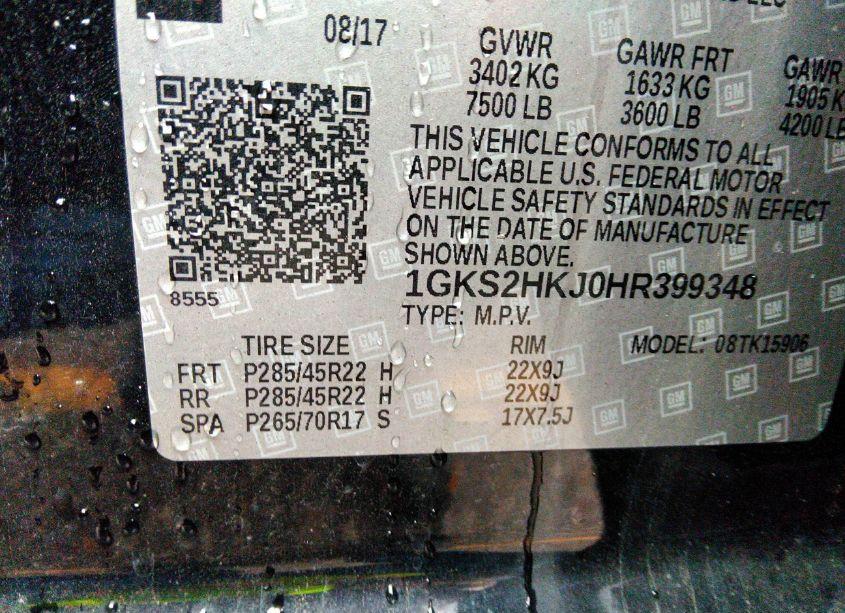 LLC
08/17
GVWR GAWR FRT GAWR
3402 KG 1633 KG 1905 K
7500 LB 3600 LB 4200 LB
THIS VEHICLE CONFORMS TO ALL
APPLICABLE U.S. FEDERAL MOTOR
VEHICLE SAFETY STANDARDS IN EFFECT
ON THE DATE OF MANUFACTURE
SHOWN ABOVE.
8555
1GKS2HKJ0HR399348
TYPE: M.P.V.
TIRE SIZE RIM MODEL: 08TK15906
FRT P285/45R22 H 22X9J
RR P285/45R22 H 22X9J
SPA P265/70R17 S 17X7.5J